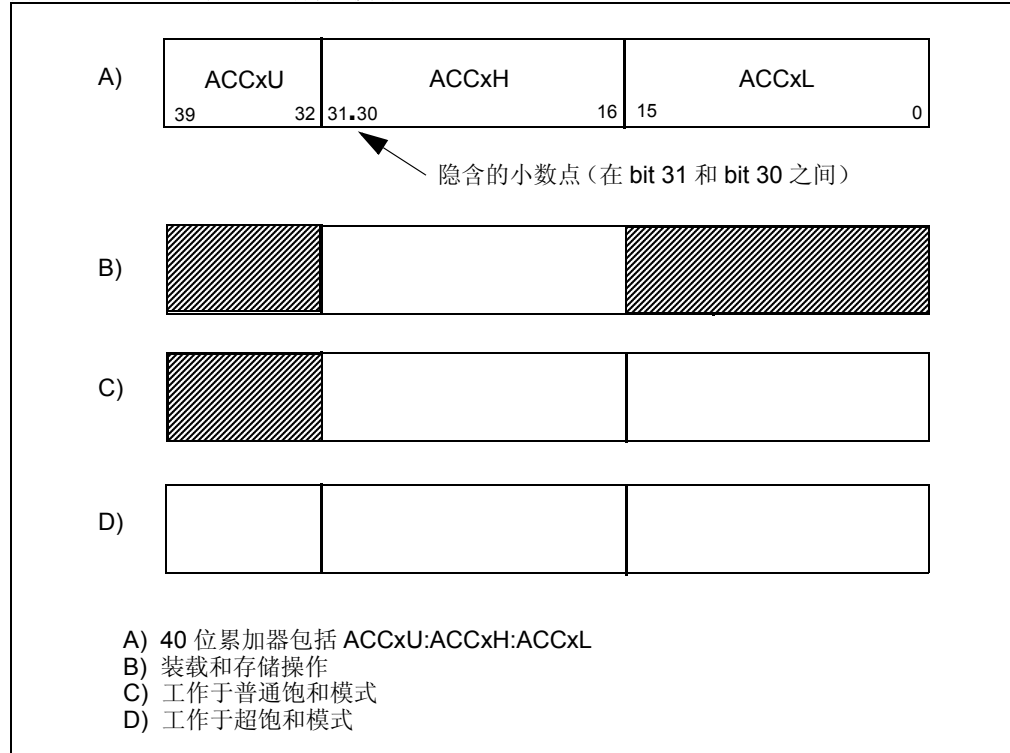 A)
ACCxU ACCxH ACCxL
39 32 31.30 16 15 0
隐含的小数点（在 bit 31 和 bit 30 之间）
B)
C)
D)
A) 40 位累加器包括 ACCxU:ACCxH:ACCxL
B) 装载和存储操作
C) 工作于普通饱和模式
D) 工作于超饱和模式